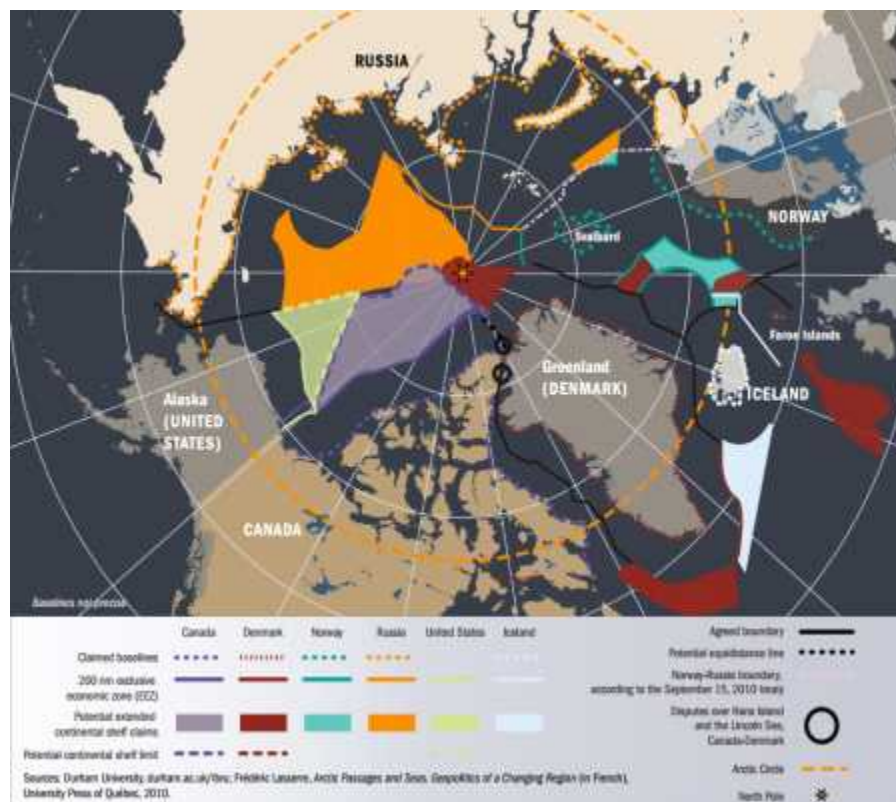 RUSSIA
NORWAY
Svalbard
Faroe Islands
Greenland
(DENMARK)
ICELAND
Alaska
(UNITED
STATES)
CANADA
Canada Denmark Norway Russia United States Iceland
Claimed baselines
200 nm exclusive
economic zone (EEZ)
Potential extended
continental shelf claims
Potential continental shelf limit
Agreed boundary
Potential equidistance line
Norway-Russia boundary,
according to the September 15, 2010 treaty
Disputes over Hans Island
and the Lincoln Sea,
Canada-Denmark
Arctic Circle
North Pole
Sources: Durham University, durham.ac.uk/ibru; Frédéric Lasserre, Arctic Passages and Seas. Geopolitics of a Changing Region (in French),
University Press of Québec, 2010.